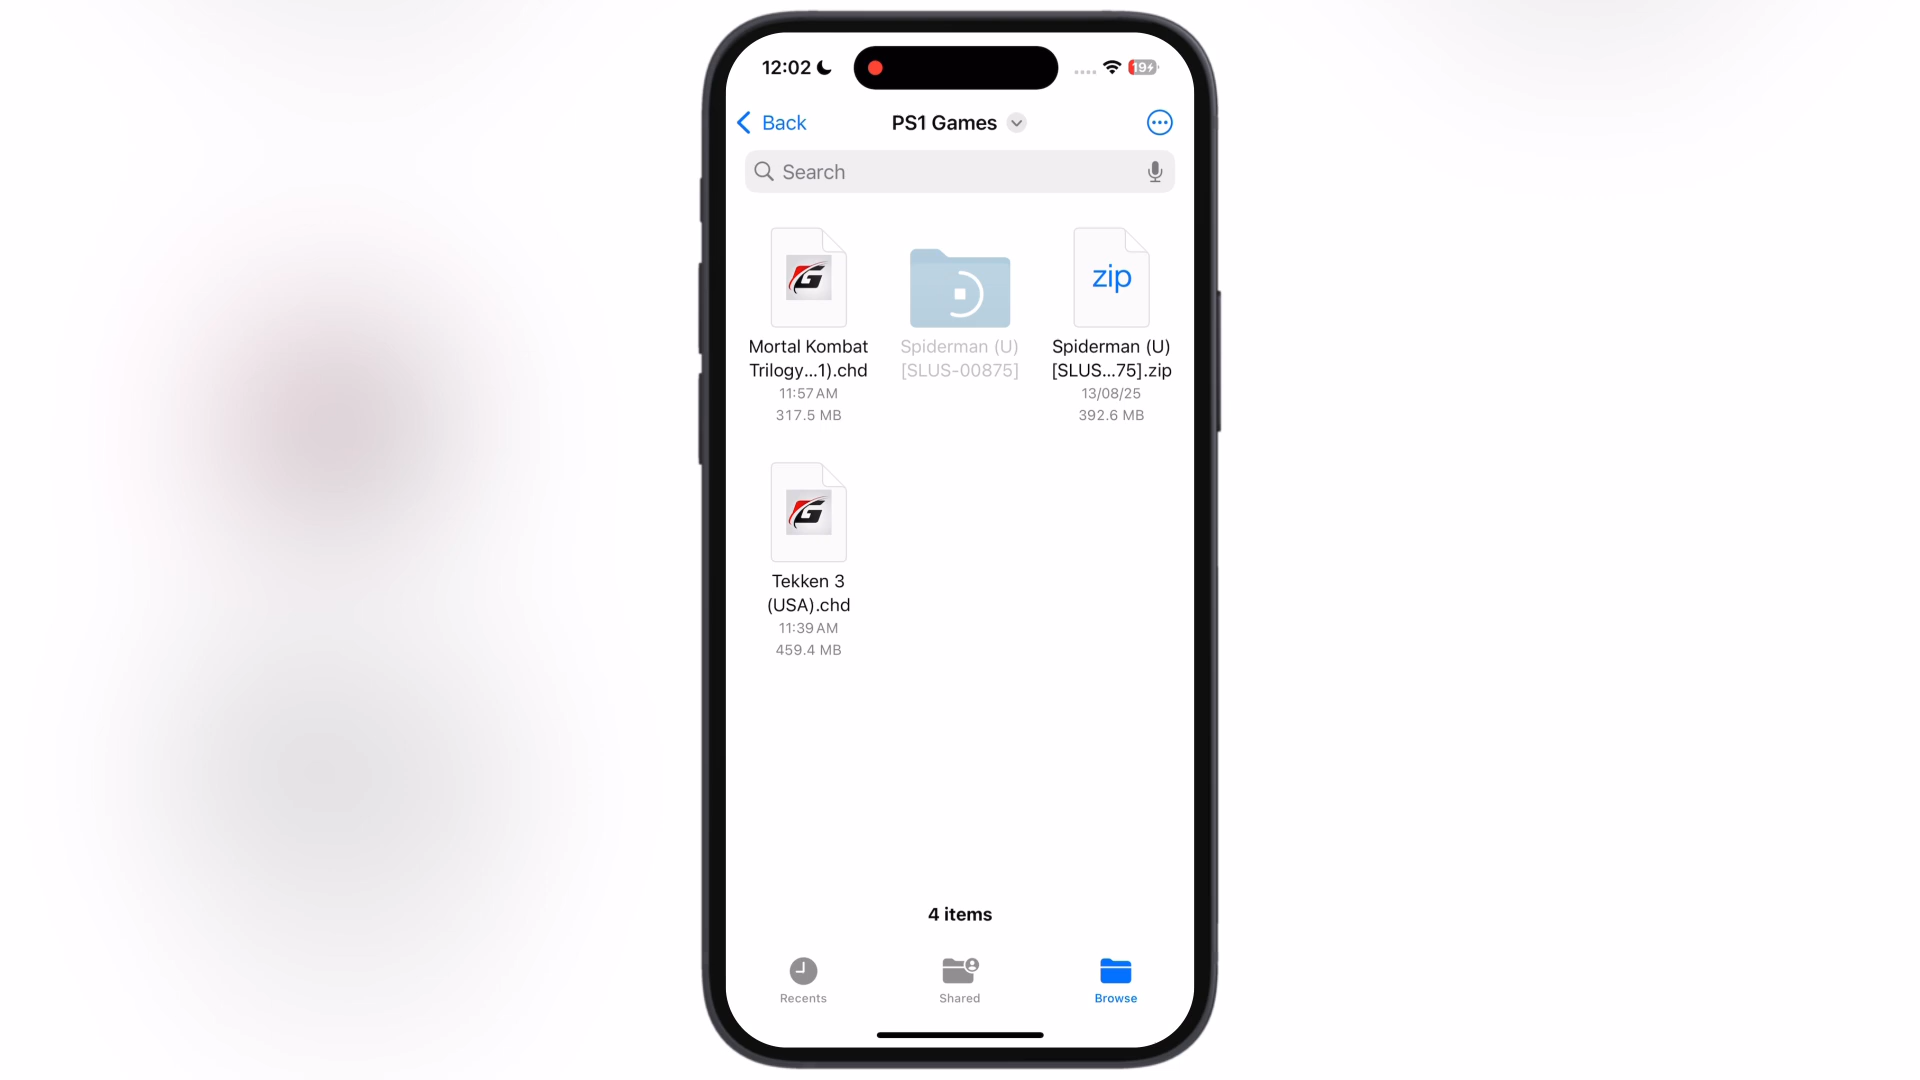 12:02
19
Back
PS1 Games
Search
zip
Mortal Kombat
Trilogy...1).chd
11:57 AM
317.5 MB
Spiderman (U)
[SLUS-00875]
Spiderman (U)
[SLUS...75].zip
13/08/25
392.6 MB
G
Tekken 3
(USA).chd
11:39 AM
459.4 MB
4 items
Recents
Shared
Browse